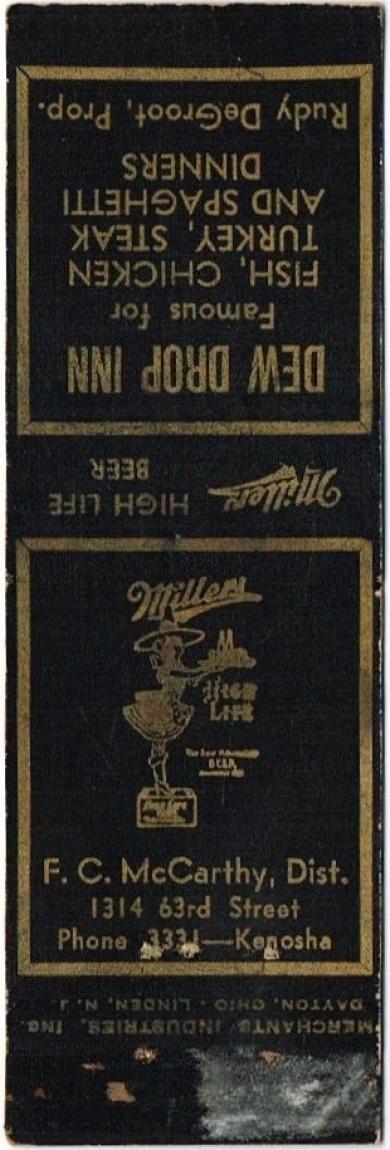 DEW DROP INN
Famous for
FISH, CHICKEN
TURKEY, STEAK
AND SPAGHETTI
DINNERS
Rudy DeGroot, Prop.
Miller
HIGH LIFE
BEER
Miller
HIGH
LIFE
BEER
F. C. McCarthy, Dist.
1314 63rd Street
Phone 3331—Kenosha
MERCHANTS INDUSTRIES, INC.
DAYTON, OHIO - LINDEN, N. J.